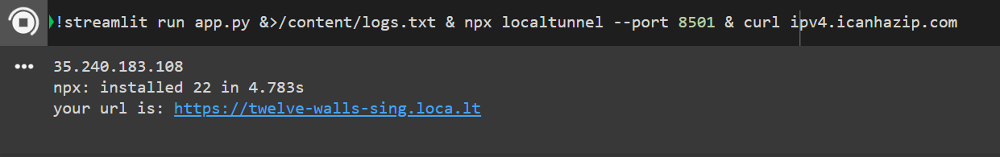 !streamlit run app.py &>/content/logs.txt & npx localtunnel --port 8501 & curl ipv4.icanhazip.com
35.240.183.108
npx: installed 22 in 4.783s
your url is: https://twelve-walls-sing.loca.lt